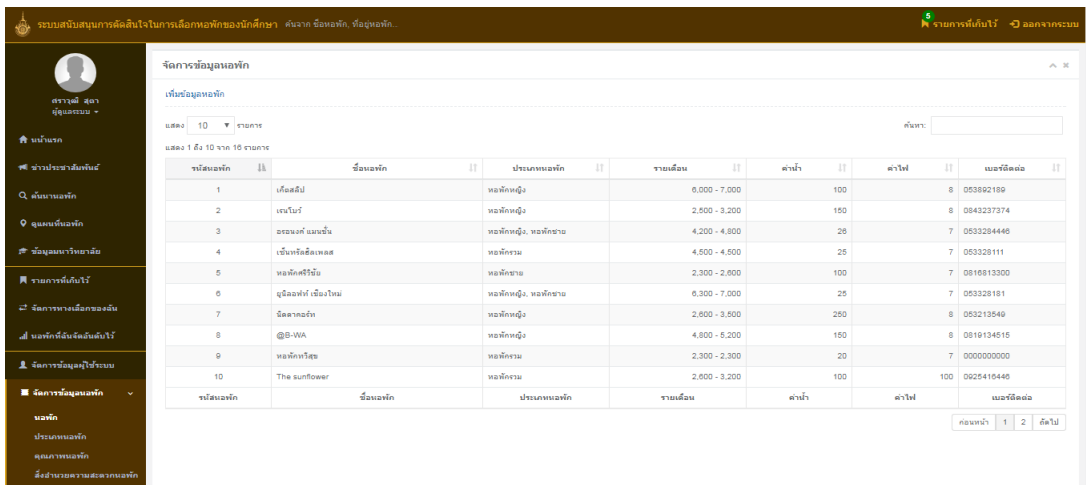 ระบบสนับสนุนการตัดสินใจในการเลือกหอพักของนักศึกษา ค้นจาก ชื่อหอพัก, ที่อยู่หอพัก... 5 รายการที่เก็บไว้ ออกจากระบบ
ศราวุฒิ สุดา
ผู้ดูแลระบบ
หน้าแรก
ข่าวประชาสัมพันธ์
ค้นหาหอพัก
ดูแผนที่หอพัก
ข้อมูลมหาวิทยาลัย
รายการที่เก็บไว้
จัดการทางเลือกของฉัน
หอพักที่ฉันจัดอันดับไว้
จัดการข้อมูลผู้ใช้ระบบ
จัดการข้อมูลหอพัก
หอพัก
ประเภทหอพัก
คุณภาพหอพัก
สิ่งอำนวยความสะดวกหอพัก
จัดการข้อมูลหอพัก
เพิ่มข้อมูลหอพัก
แสดง 10 รายการ ค้นหา:
แสดง 1 ถึง 10 จาก 16 รายการ
รหัสหอพัก ชื่อหอพัก ประเภทหอพัก รายเดือน ค่าน้ำ ค่าไฟ เบอร์ติดต่อ
1 เก็ดสลิป หอพักหญิง 6,000 - 7,000 100 8 053892189
2 เรนโบว์ หอพักหญิง 2,500 - 3,200 150 8 0843237374
3 อรอนงค์ แมนชั่น หอพักหญิง, หอพักชาย 4,200 - 4,800 26 7 0533284446
4 เซ็นทรัลฮิลเพลส หอพักรวม 4,500 - 4,500 25 7 053328111
5 หอพักศรีวิชัย หอพักชาย 2,300 - 2,600 100 7 0816813300
6 ยูนิลอฟท์ เชียงใหม่ หอพักหญิง, หอพักชาย 6,300 - 7,000 25 7 053328181
7 นิดดาคอร์ท หอพักหญิง 2,600 - 3,500 250 8 053213549
8 @B-WA หอพักหญิง 4,800 - 5,200 150 8 0819134515
9 หอพักทวีสุข หอพักรวม 2,300 - 2,300 20 7 0000000000
10 The sunflower หอพักรวม 2,600 - 3,200 100 100 0925416446
รหัสหอพัก ชื่อหอพัก ประเภทหอพัก รายเดือน ค่าน้ำ ค่าไฟ เบอร์ติดต่อ
ก่อนหน้า 1 2 ถัดไป